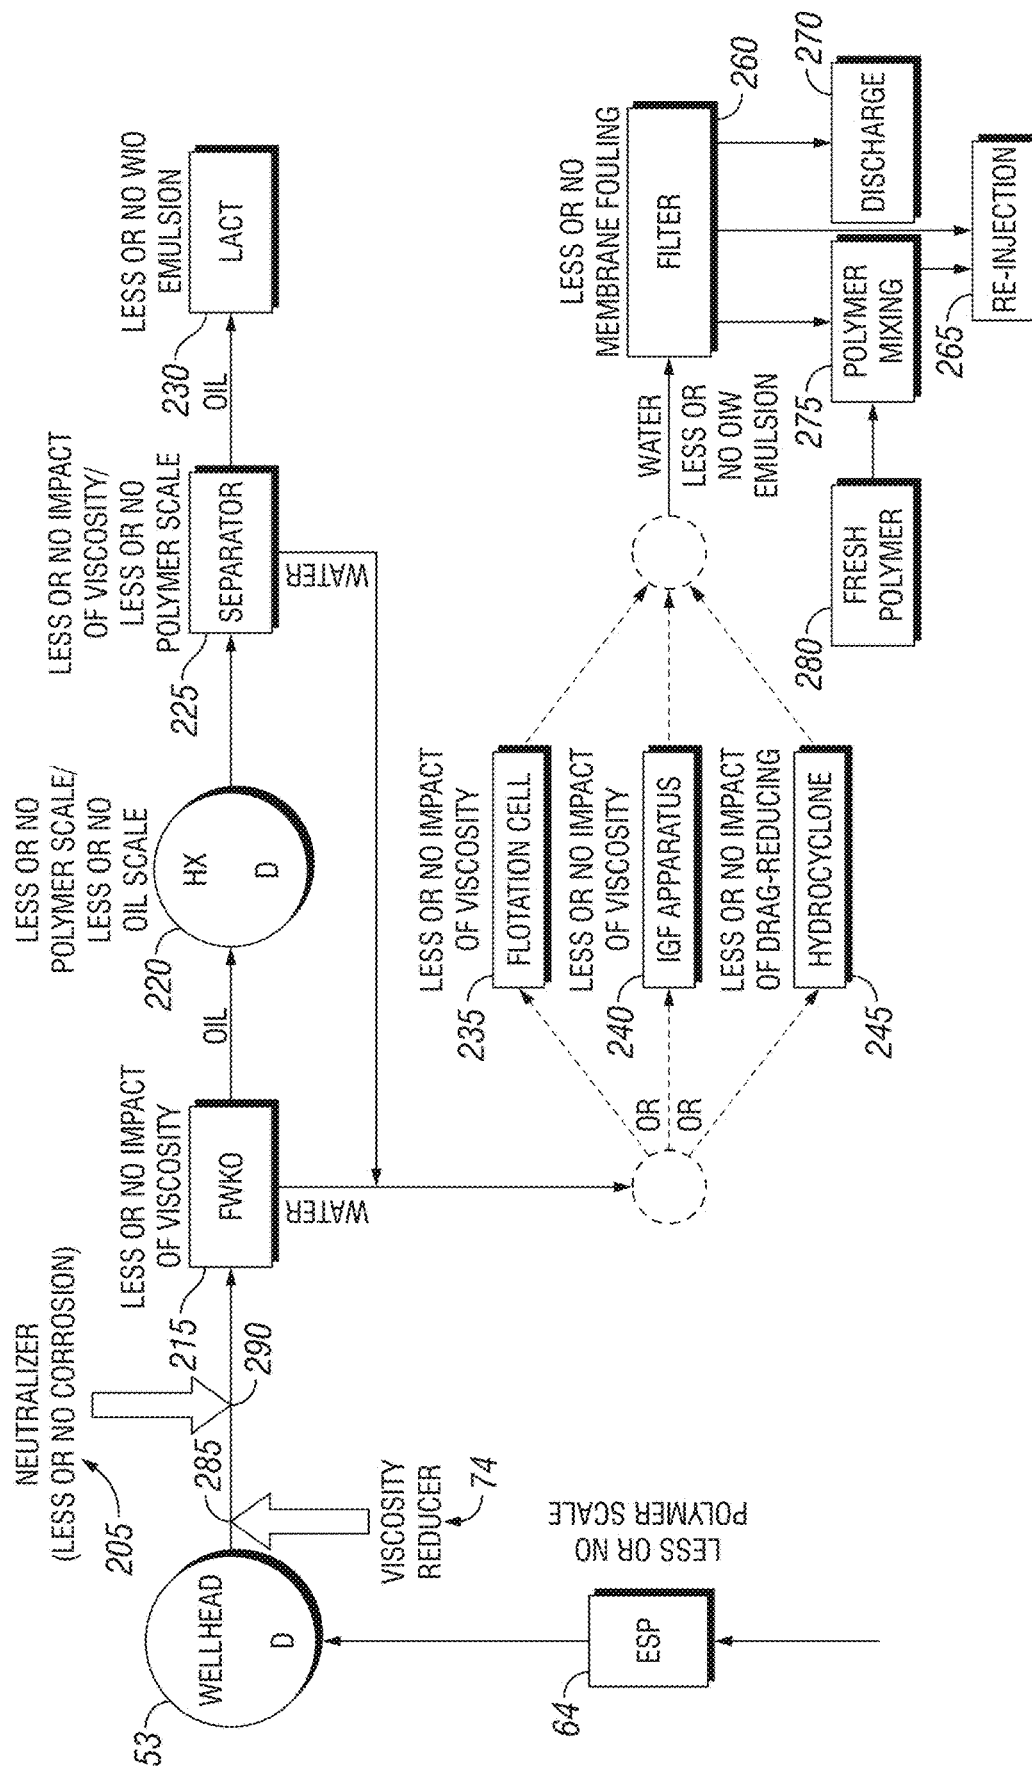 NEUTRALIZER
(LESS OR NO CORROSION)
205
LESS OR NO
POLYMER SCALE/
LESS OR NO
OIL SCALE
220
HX
D
LESS OR NO IMPACT
OF VISCOSITY/
LESS OR NO
POLYMER SCALE
225
SEPARATOR
WATER
LESS OR NO W\O
EMULSION
230
LACT
OIL
LESS OR NO IMPACT
OF VISCOSITY
215
FWKO
WATER
OIL
53
WELLHEAD
D
285
290
VISCOSITY
REDUCER
74
LESS OR NO
POLYMER SCALE
64
ESP
OR
OR
LESS OR NO IMPACT
OF VISCOSITY
235
FLOTATION CELL
LESS OR NO IMPACT
OF VISCOSITY
240
IGF APPARATUS
LESS OR NO IMPACT
OF DRAG-REDUCING
HYDROCYCLONE
245
WATER
LESS OR
NO O\W
EMULSION
LESS OR NO
MEMBRANE FOULING
FILTER
260
270
DISCHARGE
275
POLYMER
MIXING
280
FRESH
POLYMER
265
RE-INJECTION